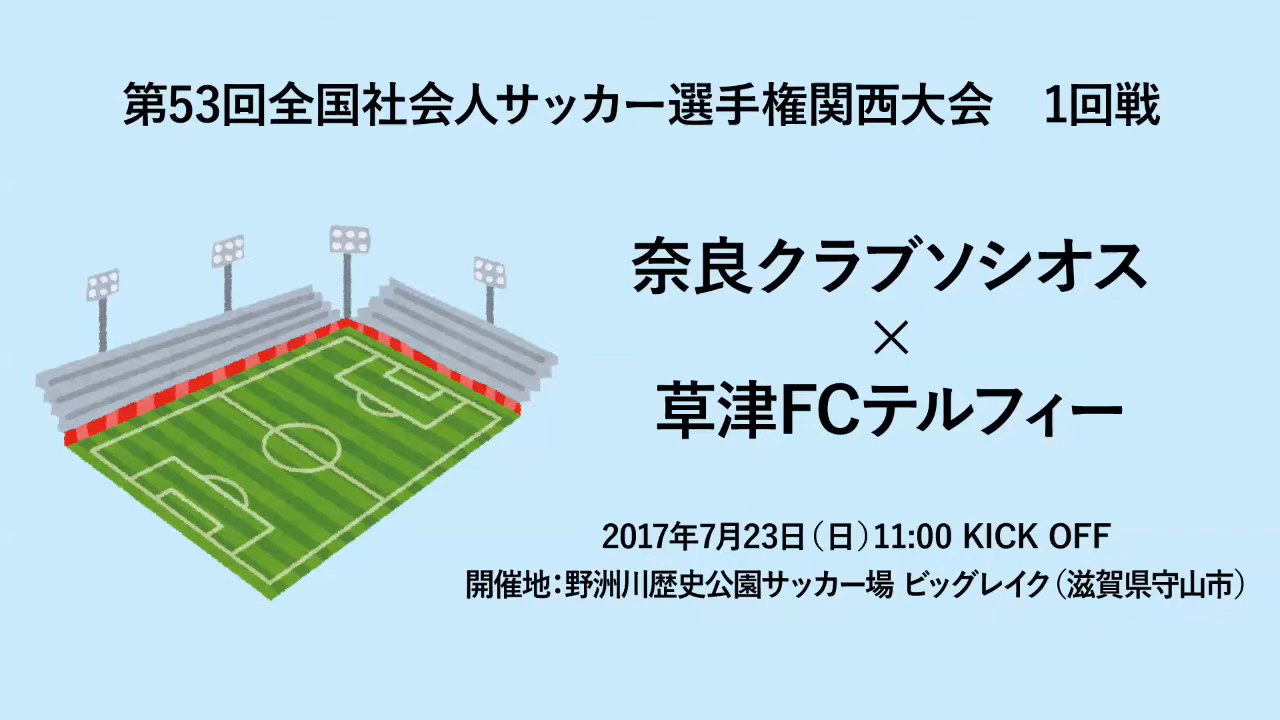 第53回全国社会人サッカー選手権関西大会　1回戦
奈良クラブソシオス
×
草津FCテルフィー
2017年7月23日（日）11:00 KICK OFF
開催地：野洲川歴史公園サッカー場 ビッグレイク（滋賀県守山市）